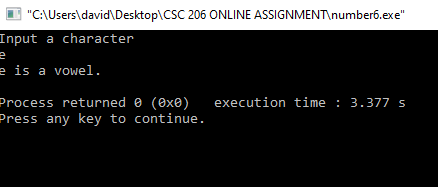 "C:\Users\david\Desktop\CSC 206 ONLINE ASSIGNMENT\number6.exe"
Input a character
e
e is a vowel.
Process returned 0 (0x0)   execution time : 3.377 s
Press any key to continue.